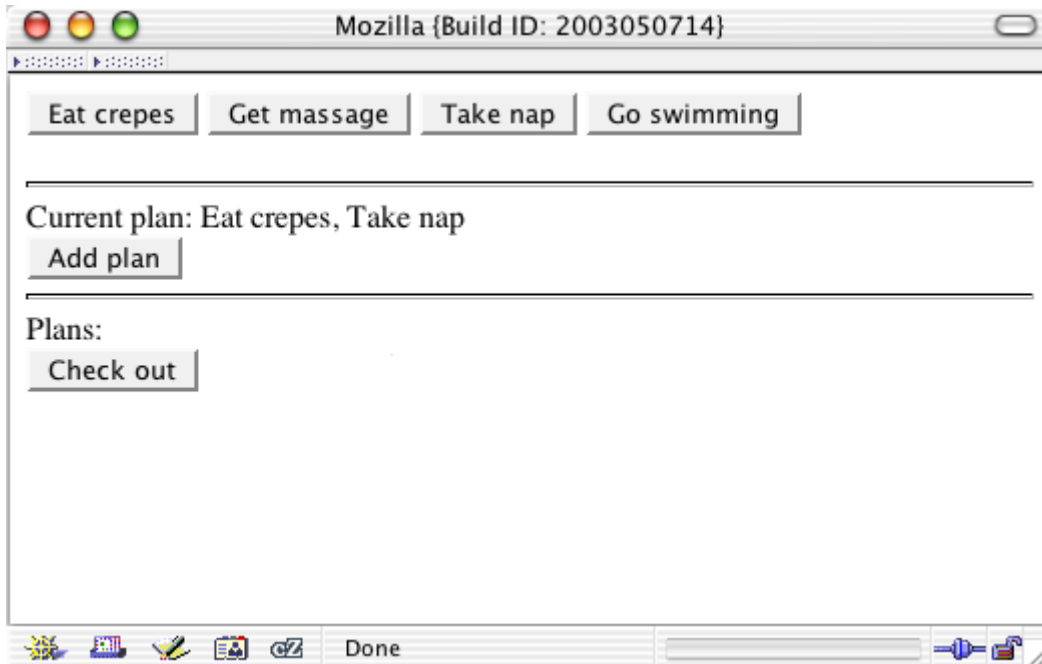 Mozilla {Build ID: 2003050714}
Eat crepes Get massage Take nap Go swimming
Current plan: Eat crepes, Take nap
Add plan
Plans:
Check out
cZ Done